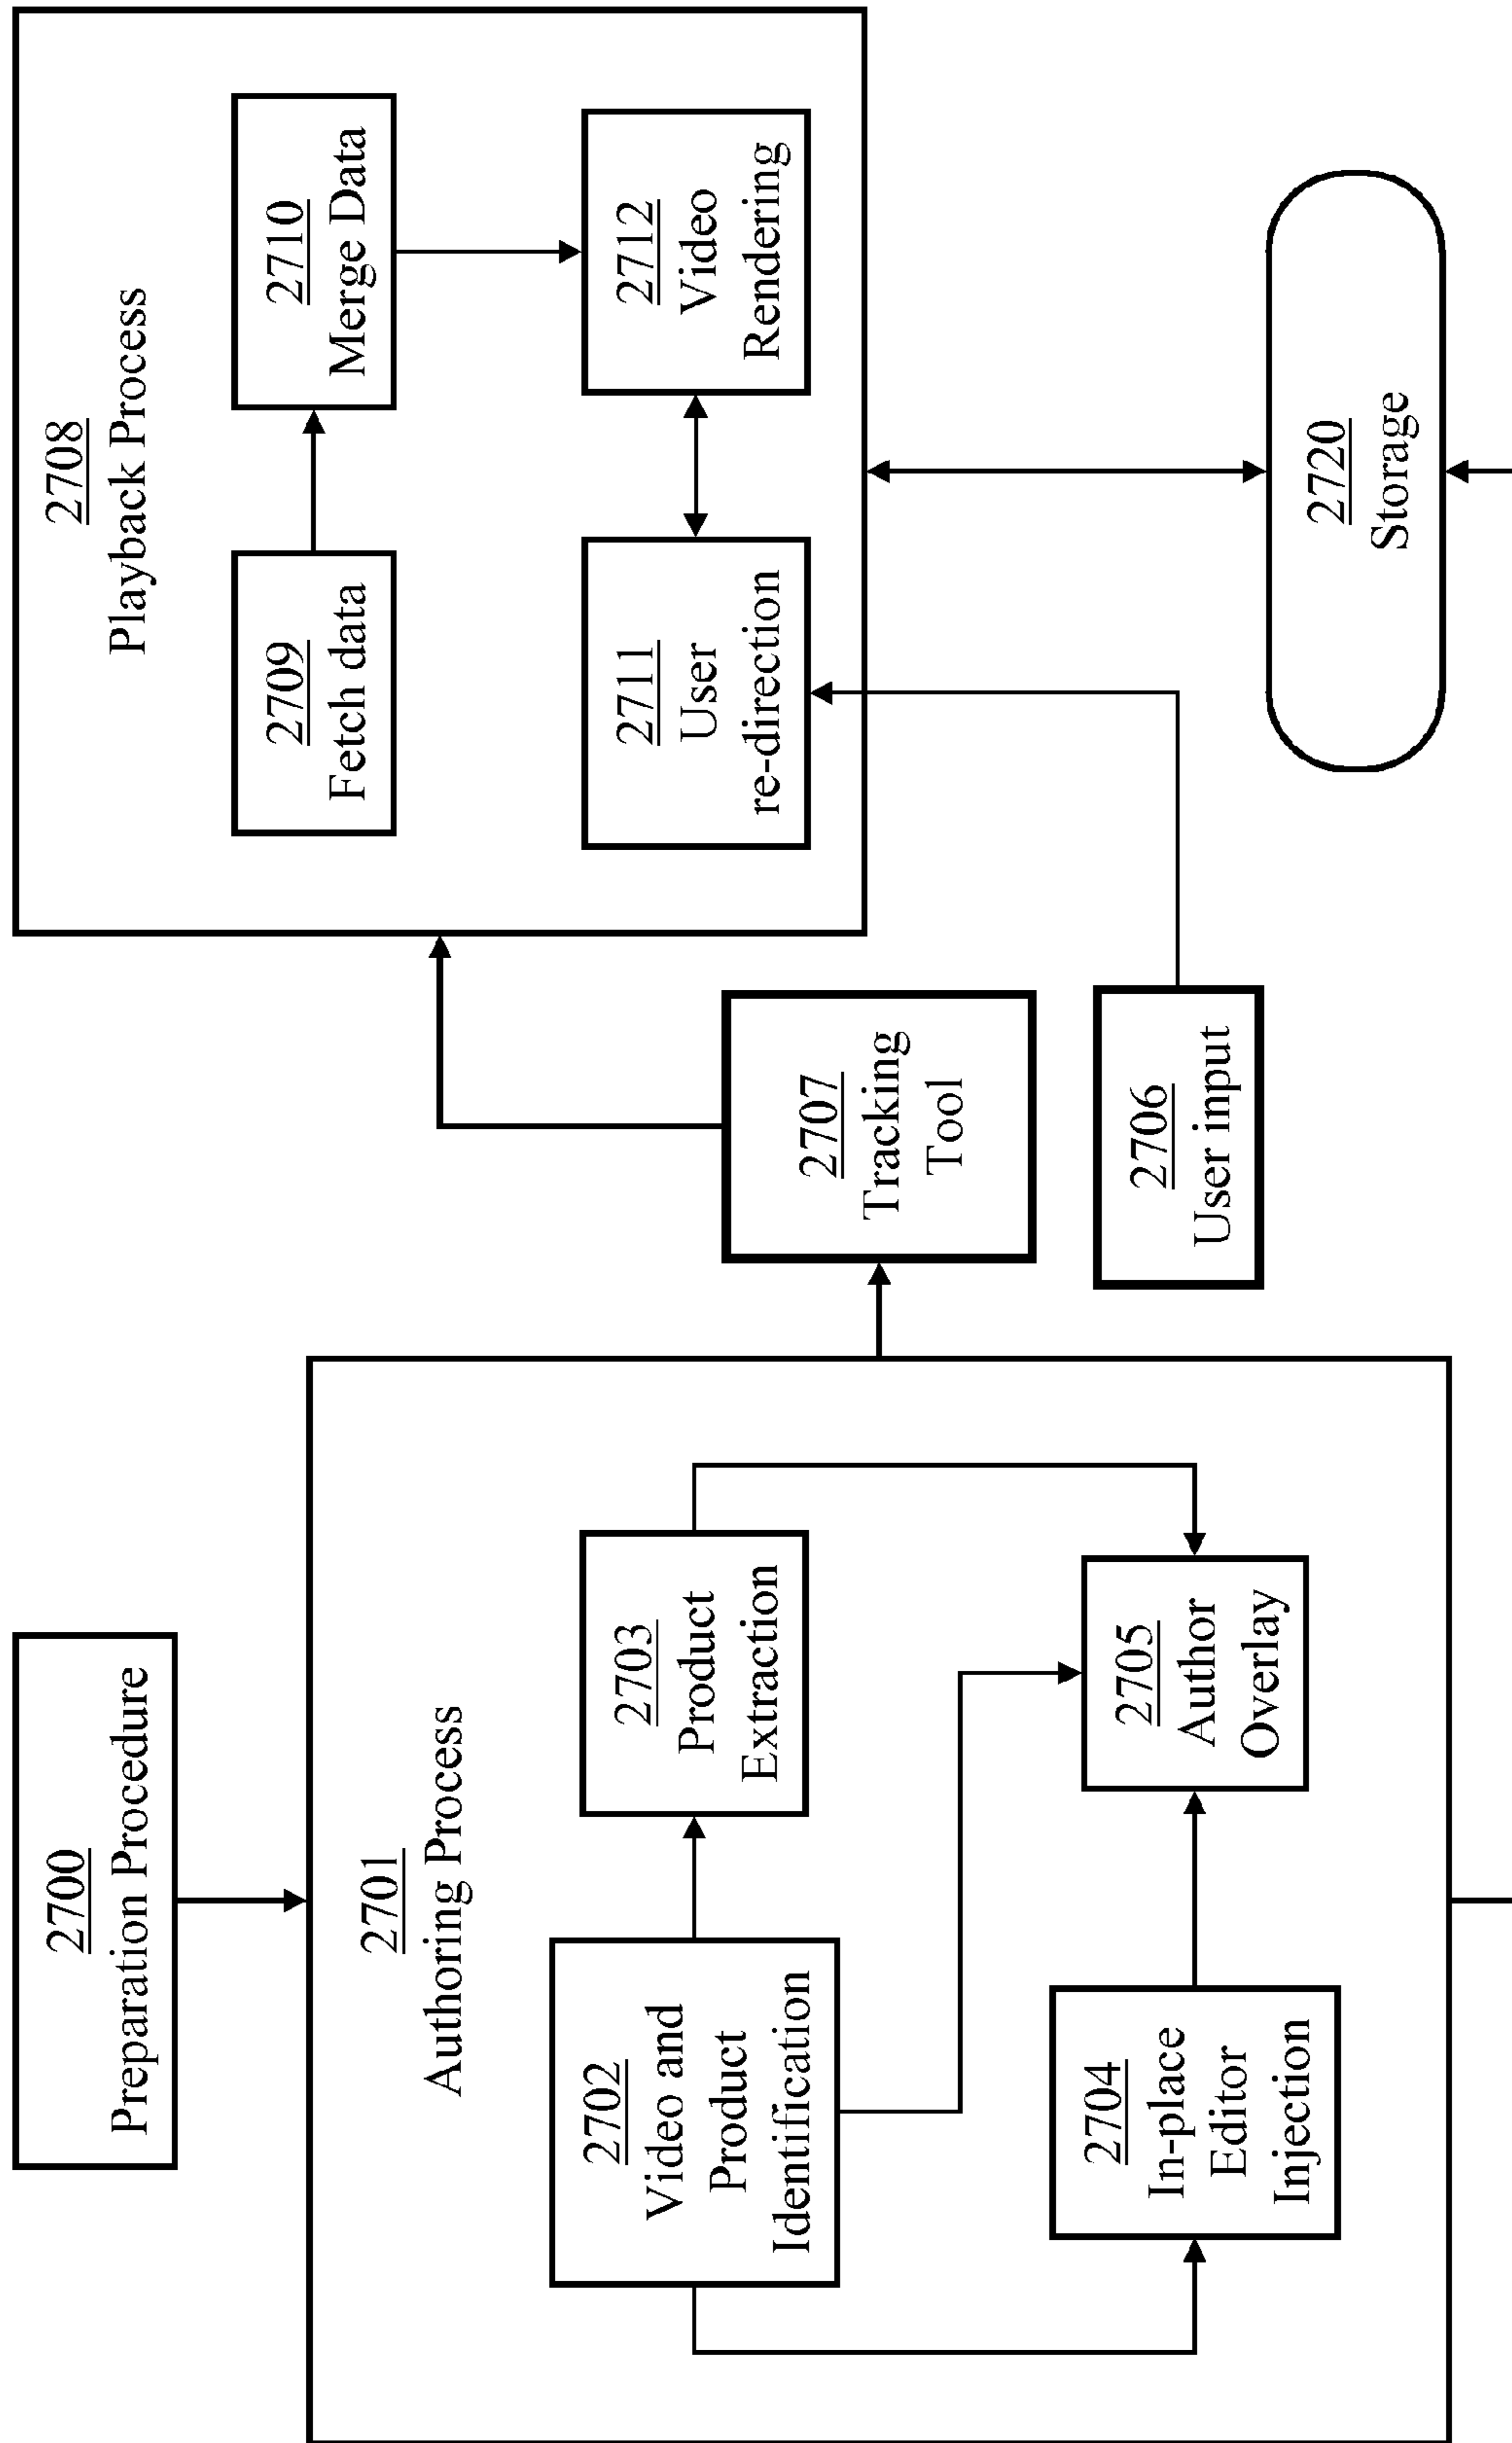 2700
Preparation Procedure
2701
Authoring Process
2702
Video and
Product
Identification
2703
Product
Extraction
2704
In-place
Editor
Injection
2705
Author
Overlay
2707
Tracking
Tool
2706
User input
2708
Playback Process
2709
Fetch data
2710
Merge Data
2711
User
re-direction
2712
Video
Rendering
2720
Storage